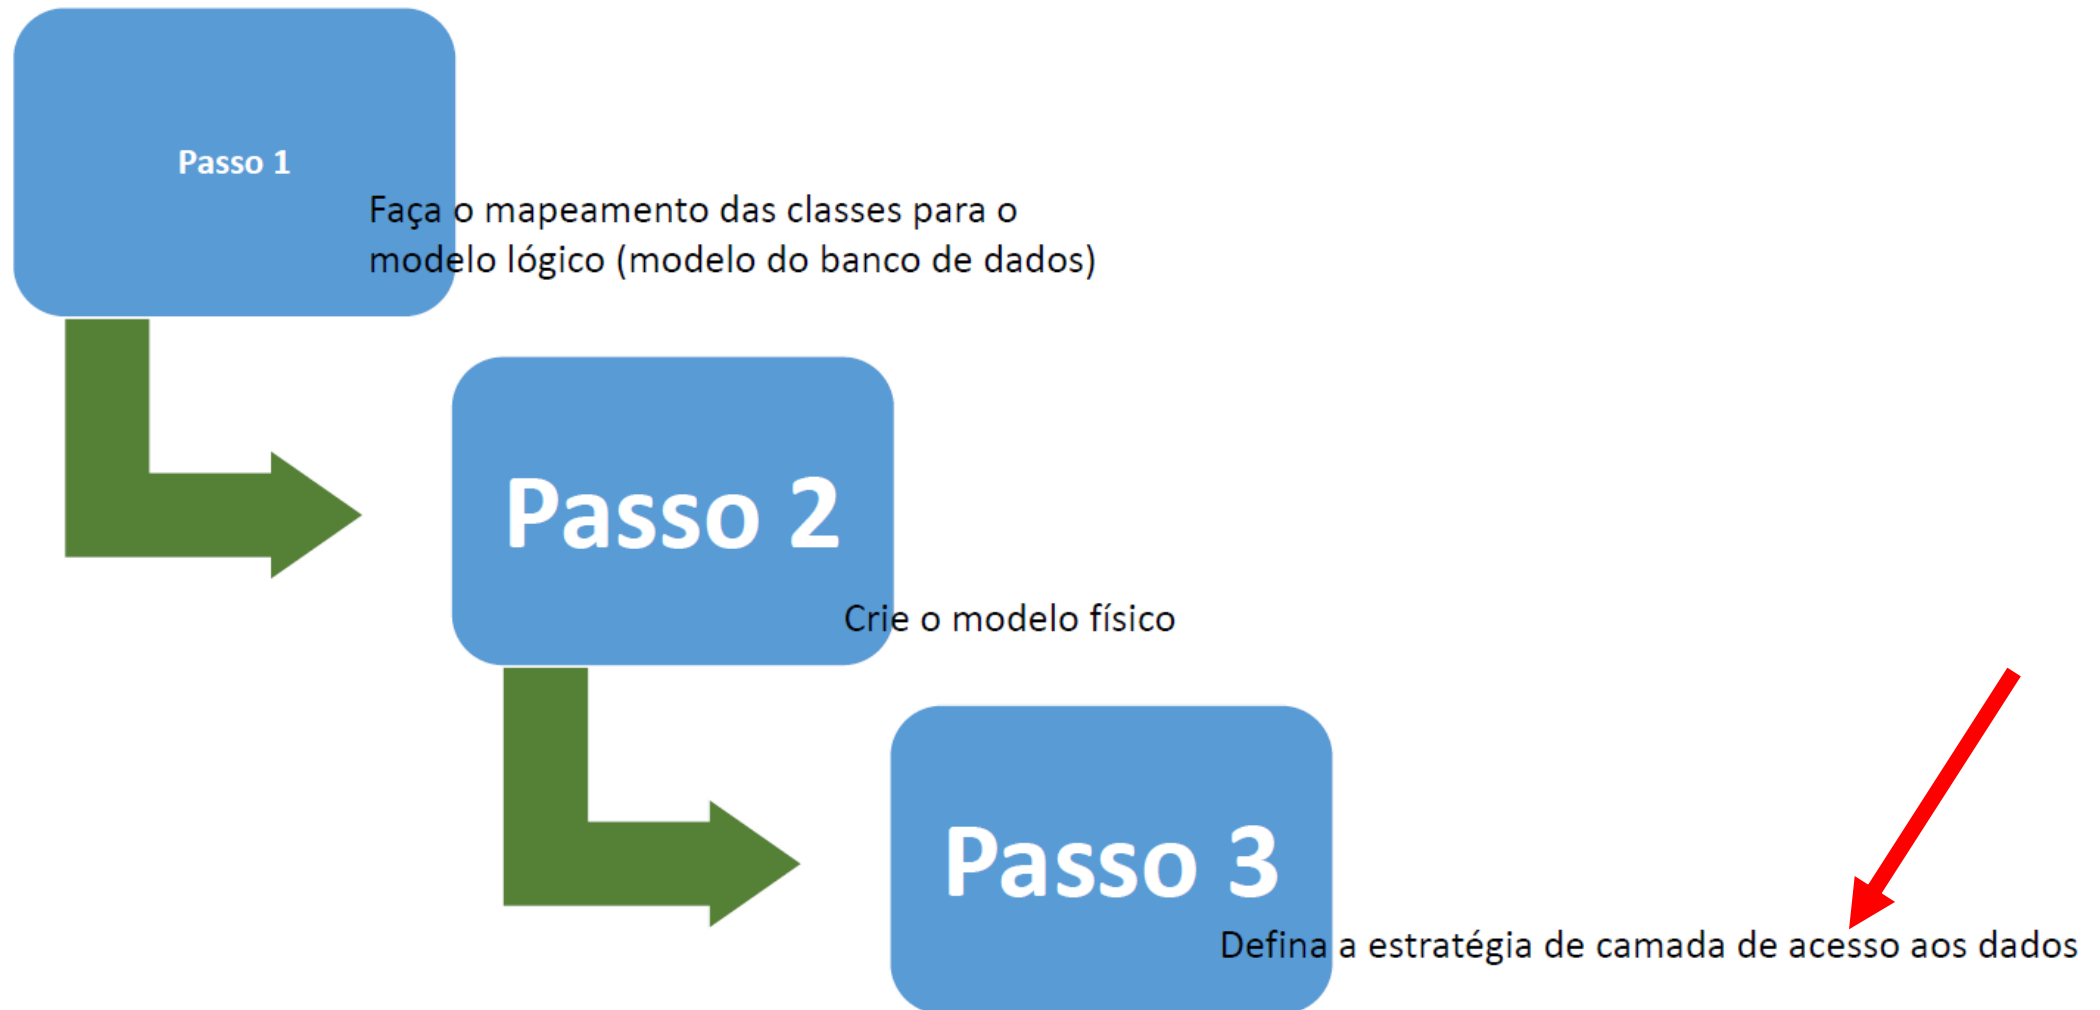 Passo 1
Faça o mapeamento das classes para o
modelo lógico (modelo do banco de dados)
Passo 2
Crie o modelo físico
Passo 3
Defina a estratégia de camada de acesso aos dados